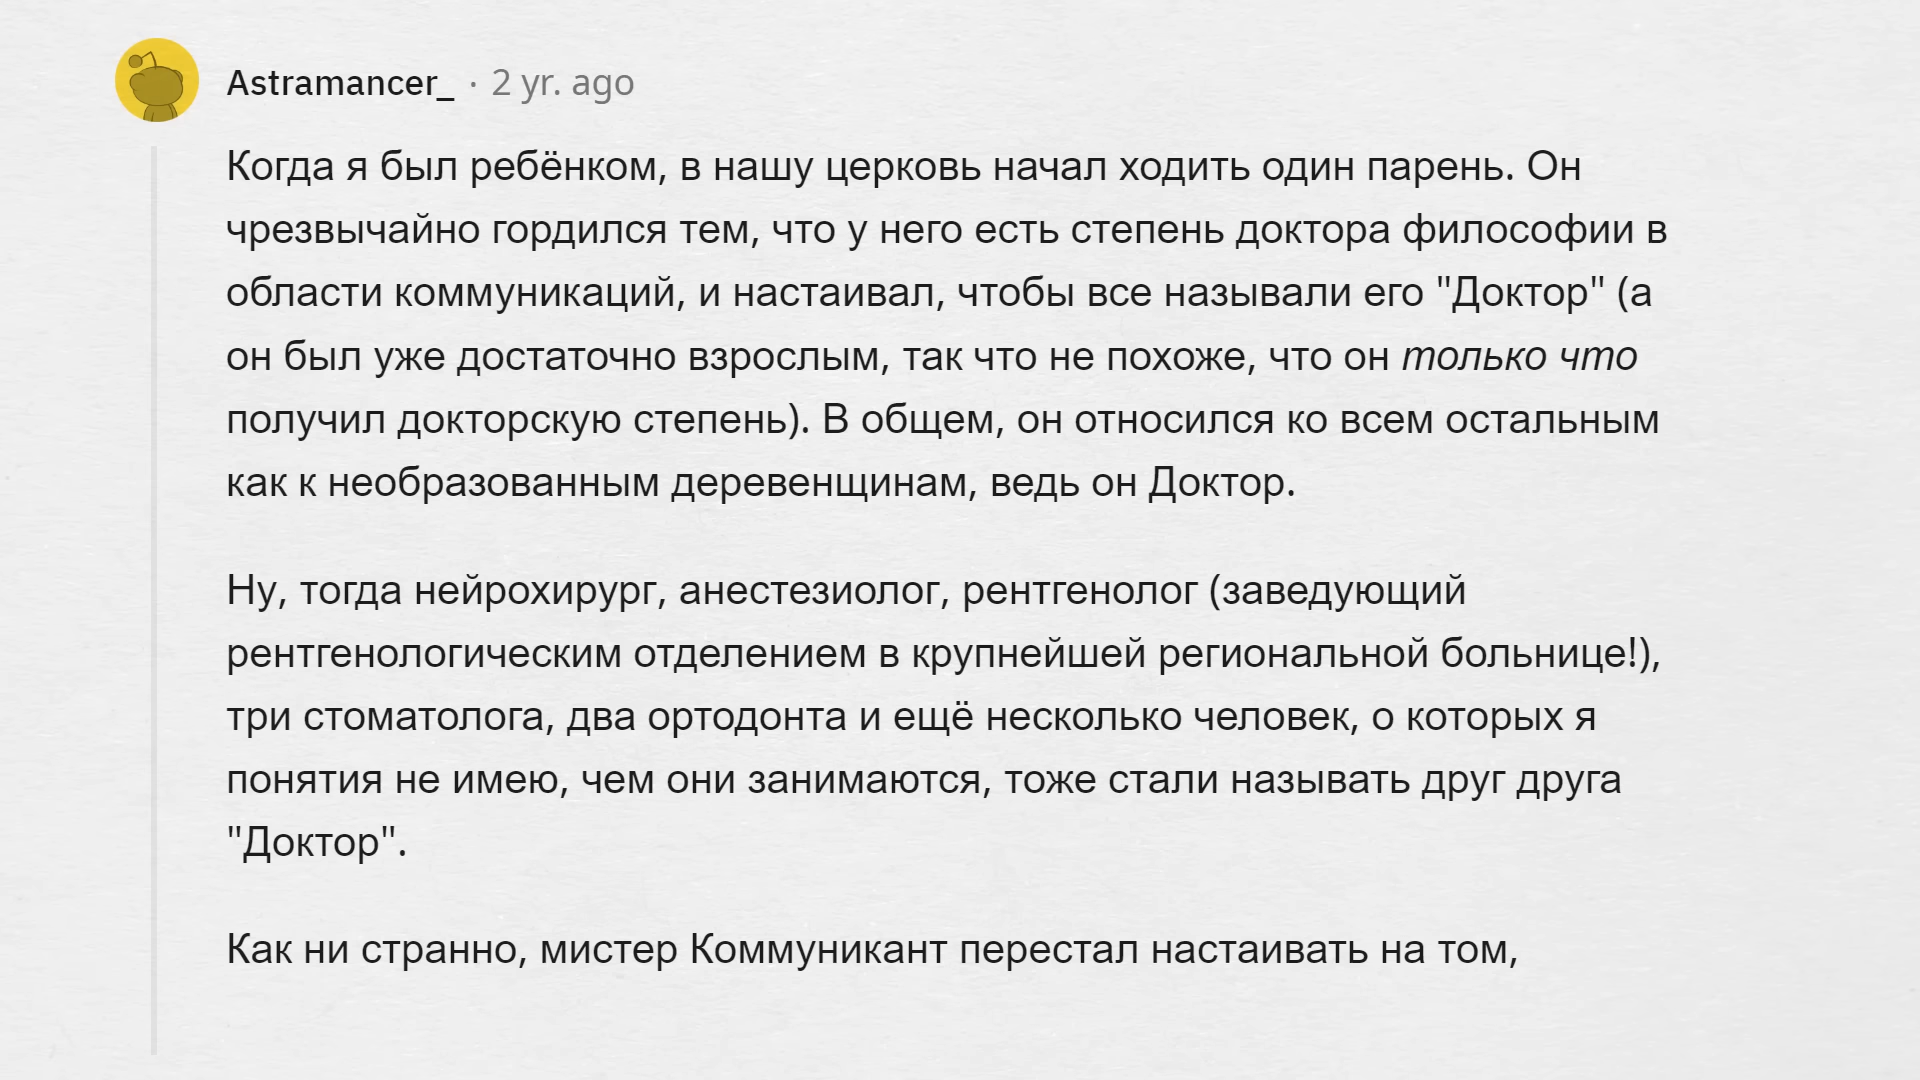 Astramancer_ · 2 yr. ago
Когда я был ребёнком, в нашу церковь начал ходить один парень. Он
чрезвычайно гордился тем, что у него есть степень доктора философии в
области коммуникаций, и настаивал, чтобы все называли его "Доктор" (а
он был уже достаточно взрослым, так что не похоже, что он только что
получил докторскую степень). В общем, он относился ко всем остальным
как к необразованным деревенщинам, ведь он Доктор.
Ну, тогда нейрохирург, анестезиолог, рентгенолог (заведующий
рентгенологическим отделением в крупнейшей региональной больнице!),
три стоматолога, два ортодонта и ещё несколько человек, о которых я
понятия не имею, чем они занимаются, тоже стали называть друг друга
"Доктор".
Как ни странно, мистер Коммуникант перестал настаивать на том,